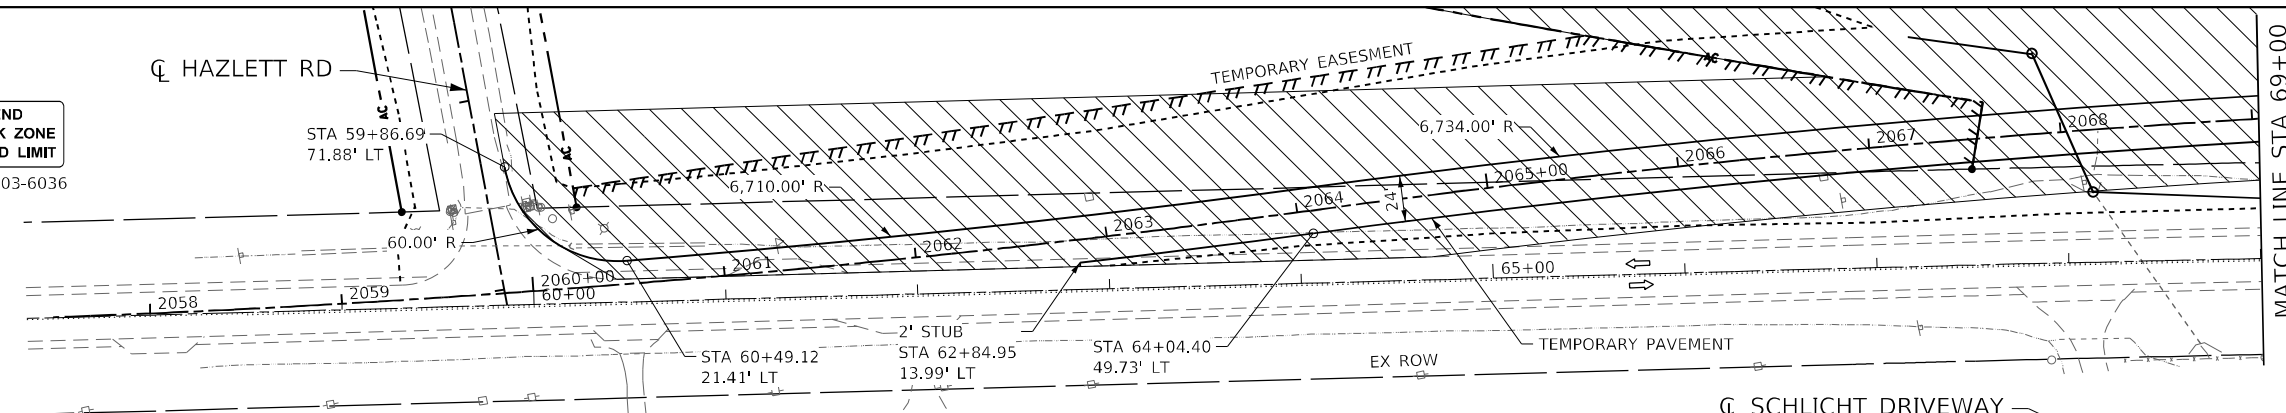 ℄ HAZLETT RD
END
K ZONE
D LIMIT
03-6036
STA 59+86.69
71.88' LT
AC
AC
AC
TEMPORARY EASESMENT
6,734.00' R
6,710.00' R
60.00' R
24'
2058
2059
2060+00
60+00
2061
2062
2063
2064
2065+00
2066
2067
2068
65+00
MATCH LINE STA 69+00
STA 60+49.12
21.41' LT
2' STUB
STA 62+84.95
13.99' LT
STA 64+04.40
49.73' LT
TEMPORARY PAVEMENT
EX ROW
℄ SCHLICHT DRIVEWAY